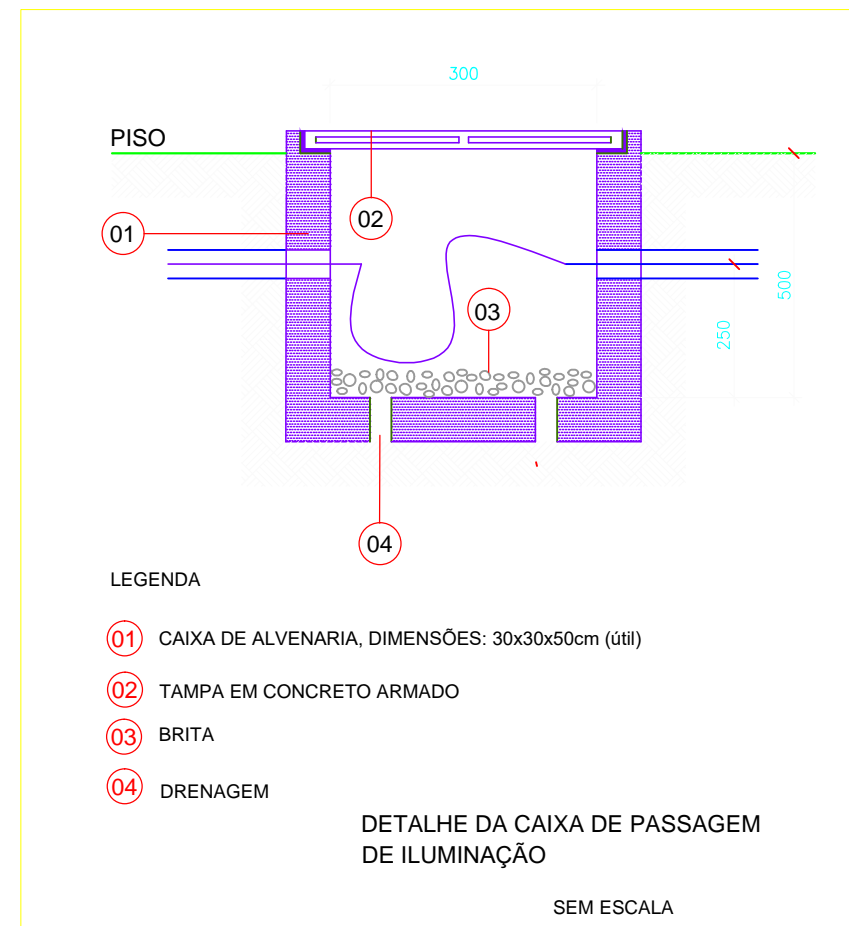 300
PISO
02
01
03
500
250
04
LEGENDA
01 CAIXA DE ALVENARIA, DIMENSÕES: 30x30x50cm (útil)
02 TAMPA EM CONCRETO ARMADO
03 BRITA
04 DRENAGEM
DETALHE DA CAIXA DE PASSAGEM
DE ILUMINAÇÃO
SEM ESCALA